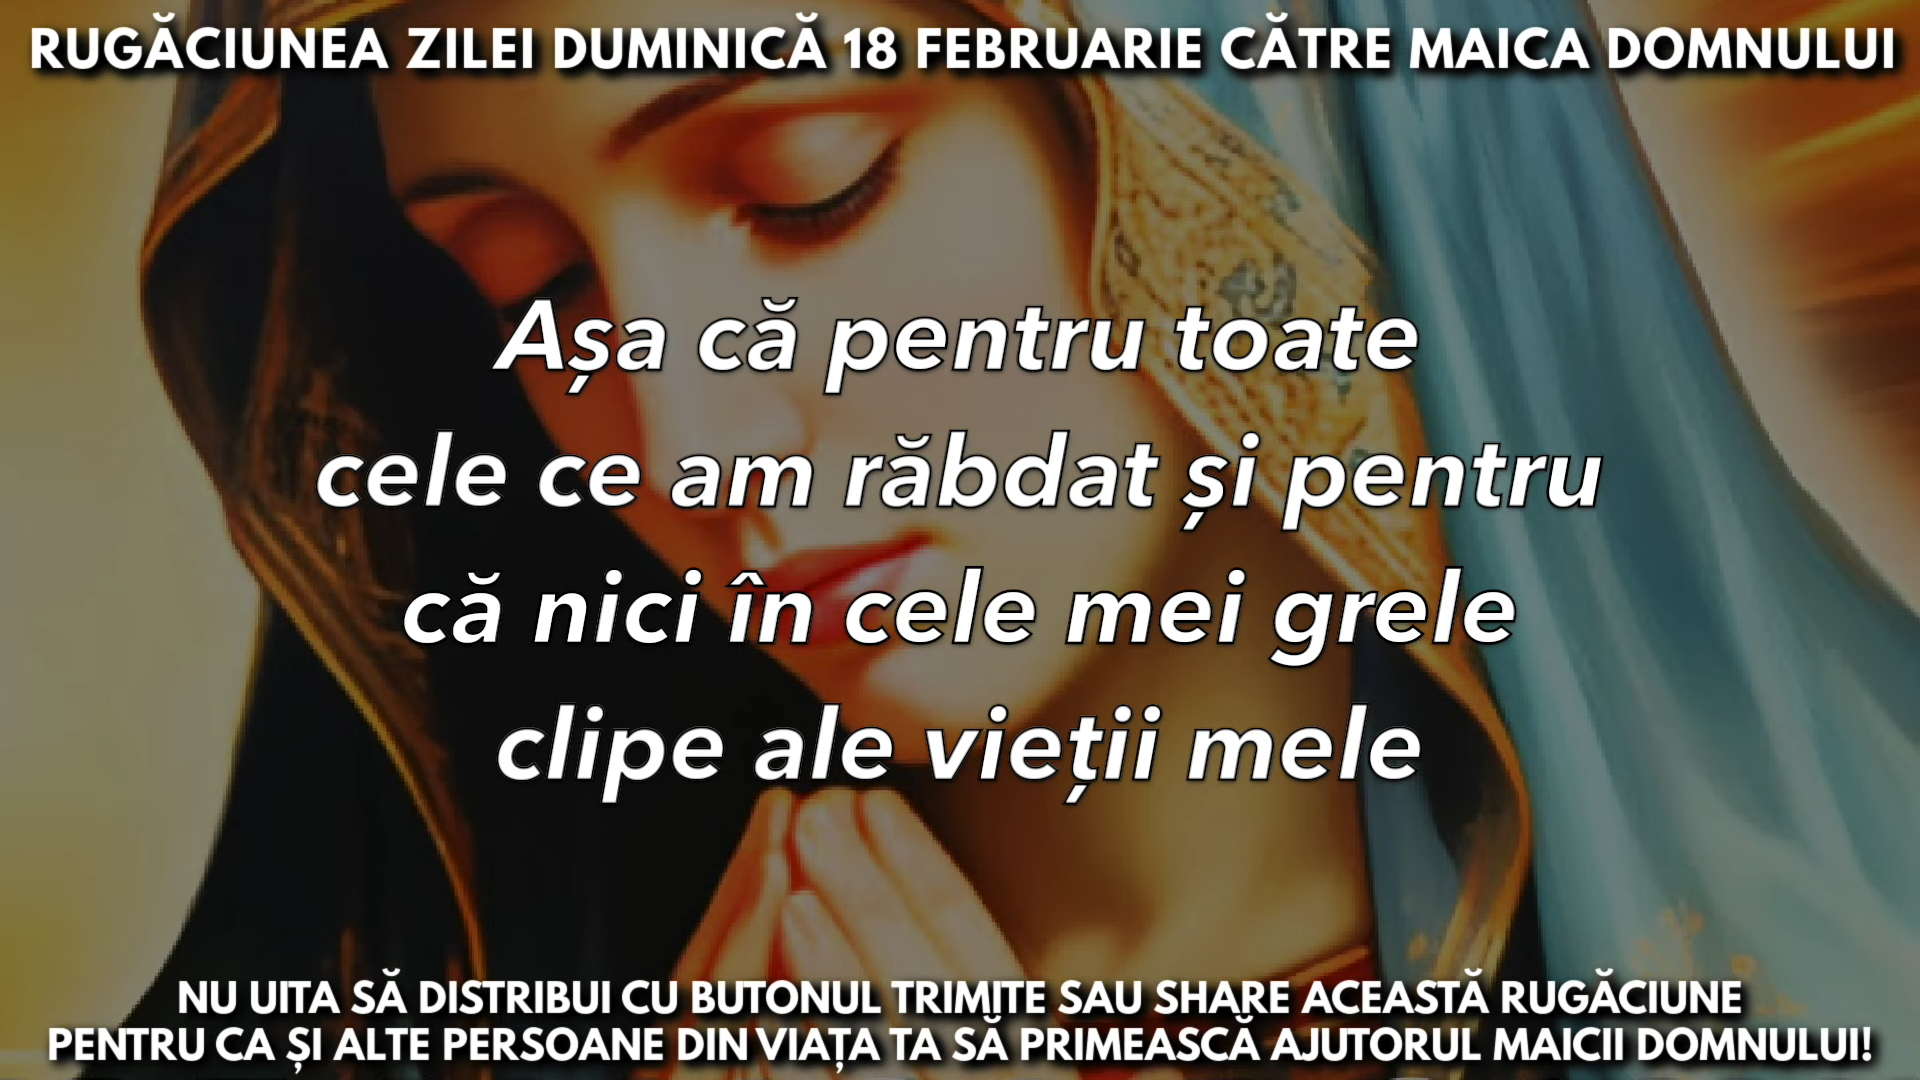 RUGĂCIUNEA ZILEI DUMINICĂ 18 FEBRUARIE CĂTRE MAICA DOMNULUI
Așa că pentru toate
cele ce am răbdat și pentru
că nici în cele mei grele
clipe ale vieții mele
NU UITA SĂ DISTRIBUI CU BUTONUL TRIMITE SAU SHARE ACEASTĂ RUGĂCIUNE
PENTRU CA ȘI ALTE PERSOANE DIN VIAȚA TA SĂ PRIMEASCĂ AJUTORUL MAICII DOMNULUI!